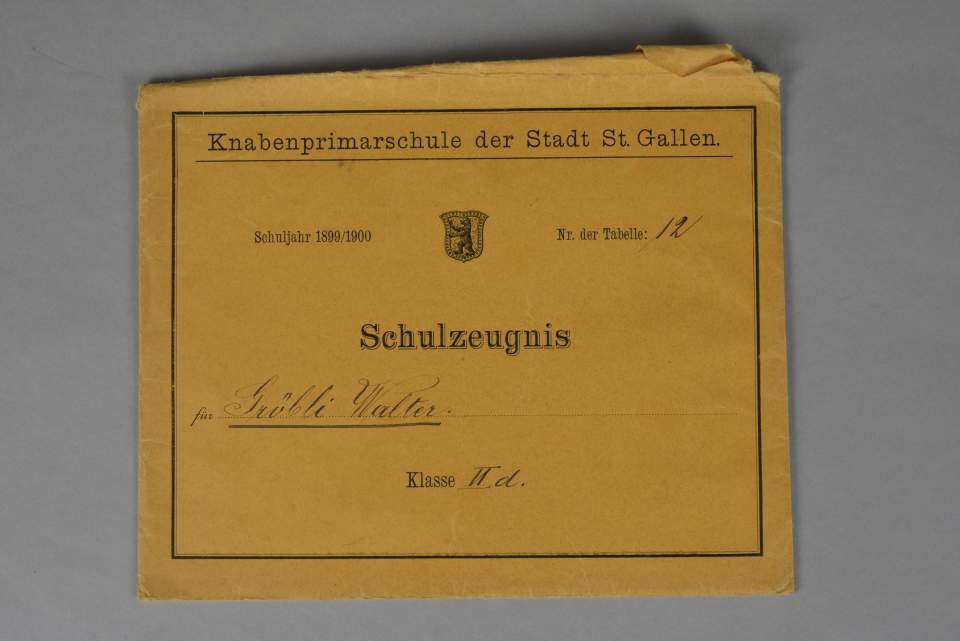 Knabenprimarschule der Stadt St. Gallen.
Schuljahr 1899/1900 Nr. der Tabelle: 12
Schulzeugnis
für Gröbli Walter.
Klasse II d.